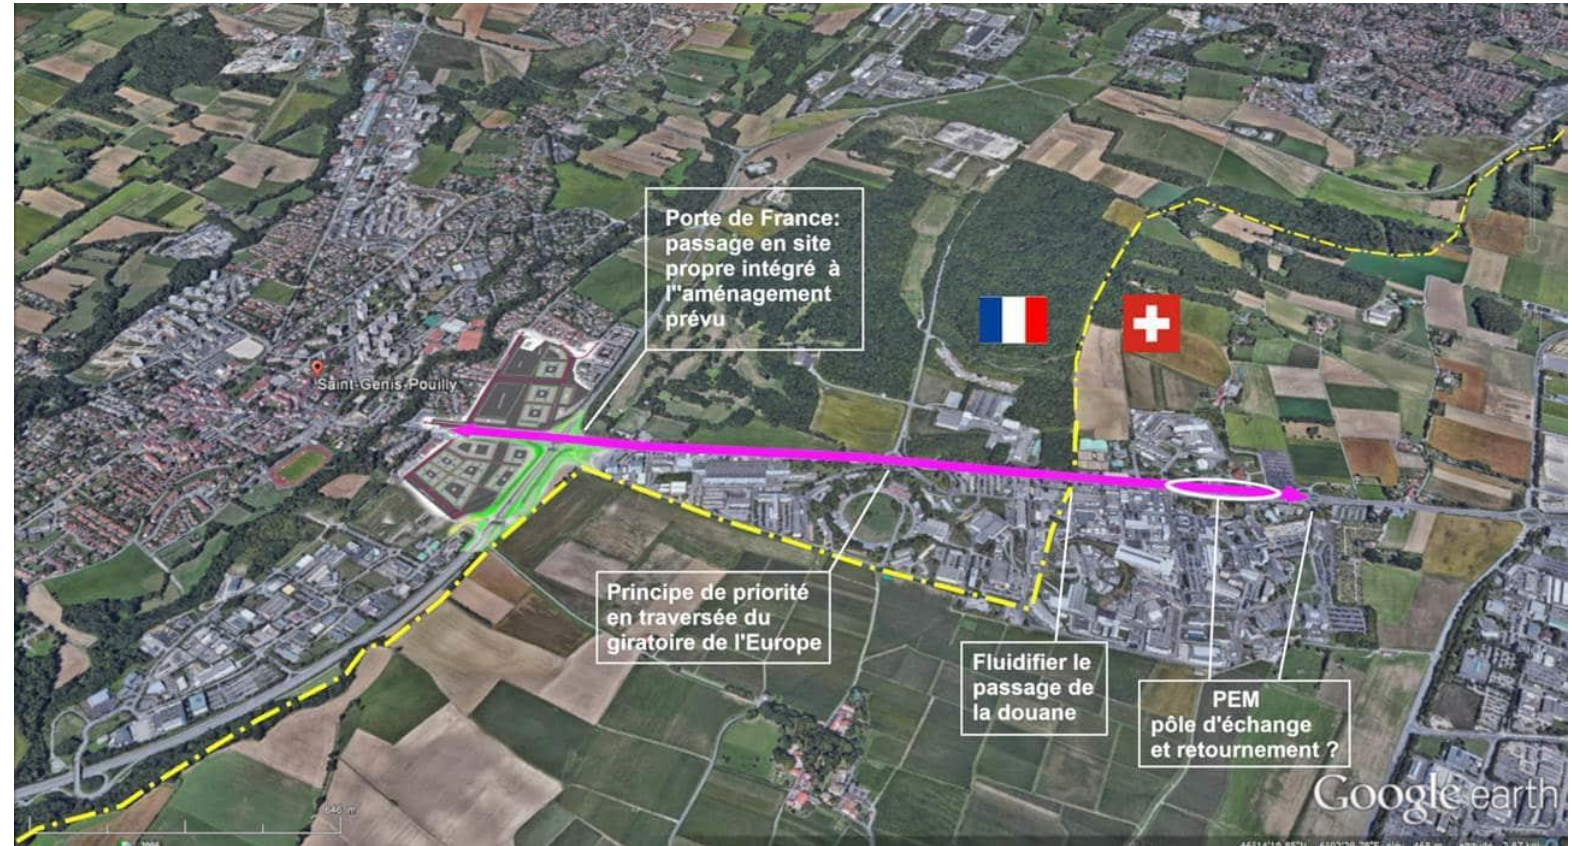 Porte de France:
passage en site
propre intégré à
l''aménagement
prévu
Saint-Genis-Pouilly
Principe de priorité
en traversée du
giratoire de l'Europe
Fluidifier le
passage de
la douane
PEM
pôle d'échange
et retournement ?
646 m
Google earth